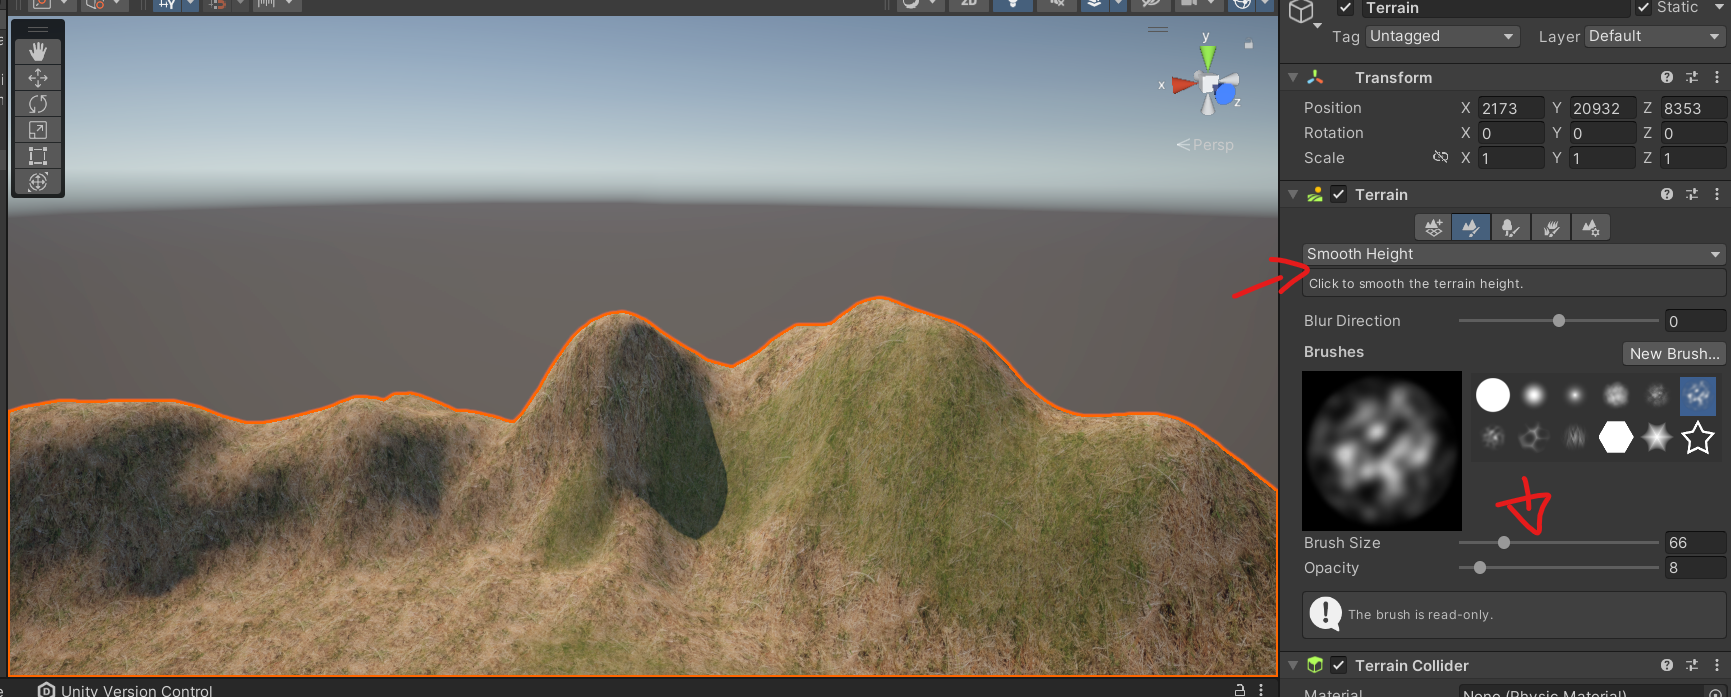 2D
Terrain
Static
Tag Untagged Layer Default
Transform
Position X 2173 Y 20932 Z 8353
Rotation X 0 Y 0 Z 0
Scale X 1 Y 1 Z 1
y
x
z
Persp
Terrain
Smooth Height
Click to smooth the terrain height.
Blur Direction 0
Brushes New Brush...
Brush Size 66
Opacity 8
The brush is read-only.
Terrain Collider
Material None (Physic Material)
Unity Version Control